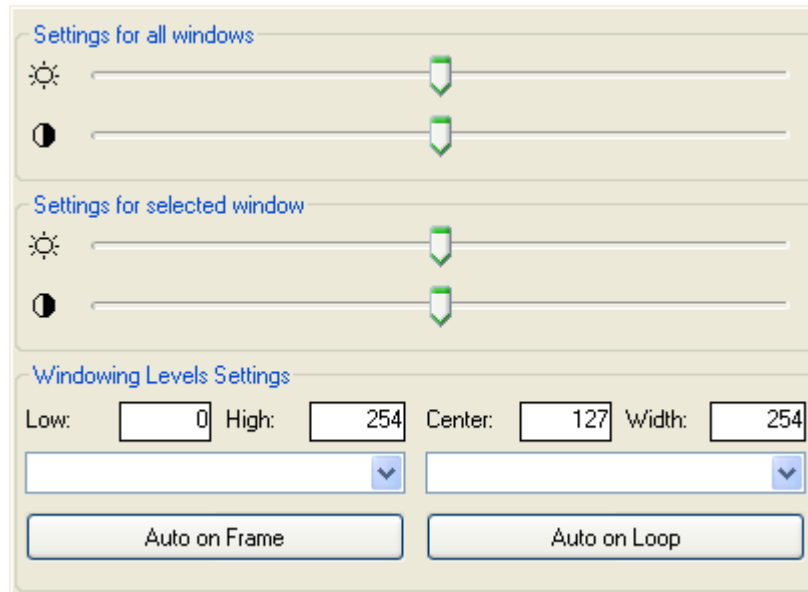 Settings for all windows
Settings for selected window
Windowing Levels Settings
Low: 0 High: 254 Center: 127 Width: 254
Auto on Frame Auto on Loop